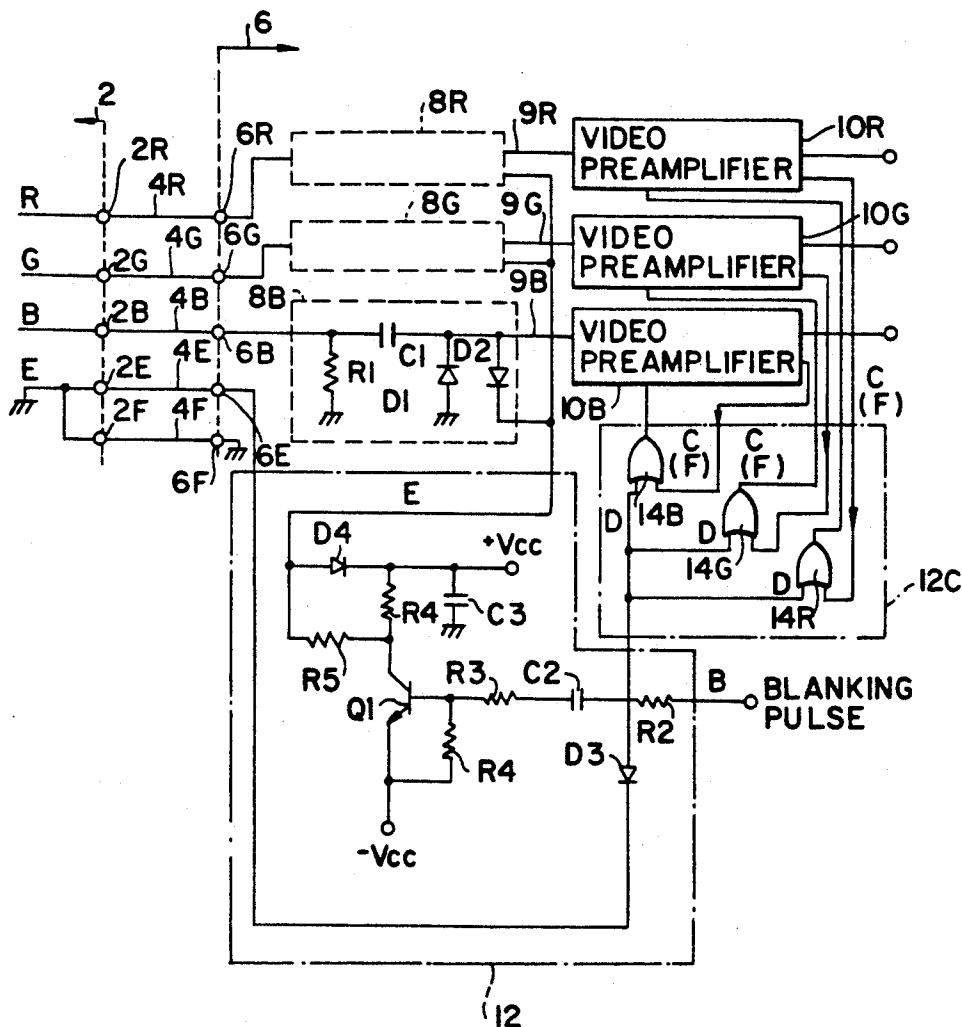 6
2
8R
2R
4R
6R
9R
VIDEO
PREAMPLIFIER
10R
R
8G
4G
6G
9G
10G
G
2G
VIDEO
PREAMPLIFIER
8B
9B
B
2B
4B
6B
C1
D2
VIDEO
PREAMPLIFIER
E
2E
4E
R1
D1
10B
C
(F)
2F
4F
6E
6F
C
(F)
C
(F)
E
D
14B
D
14G
D
14R
12C
D4
+Vcc
R4
C3
R5
R3
C2
B
BLANKING
PULSE
Q1
R2
R4
D3
-Vcc
12